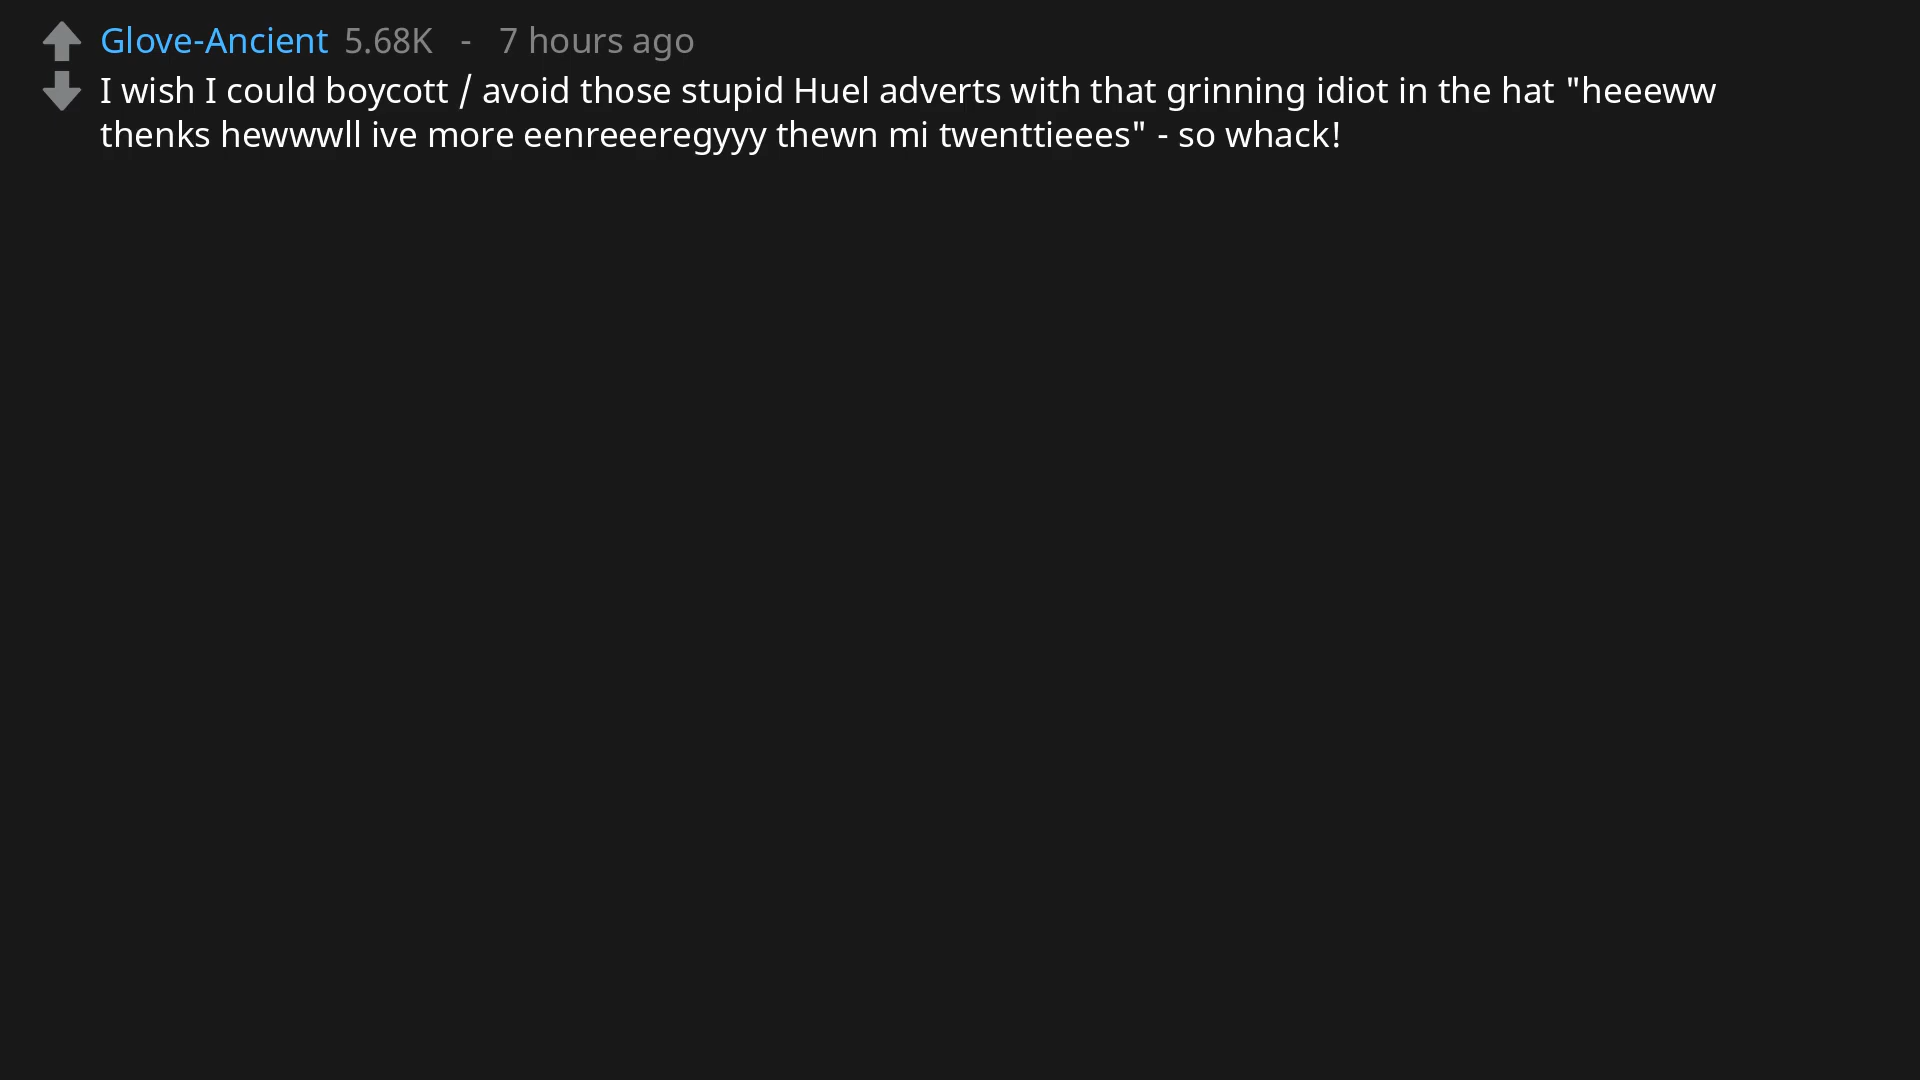 Glove-Ancient 5.68K - 7 hours ago
I wish I could boycott / avoid those stupid Huel adverts with that grinning idiot in the hat "heeeww
thenks hewwwll ive more eenreeeregyyy thewn mi twenttieees" - so whack!